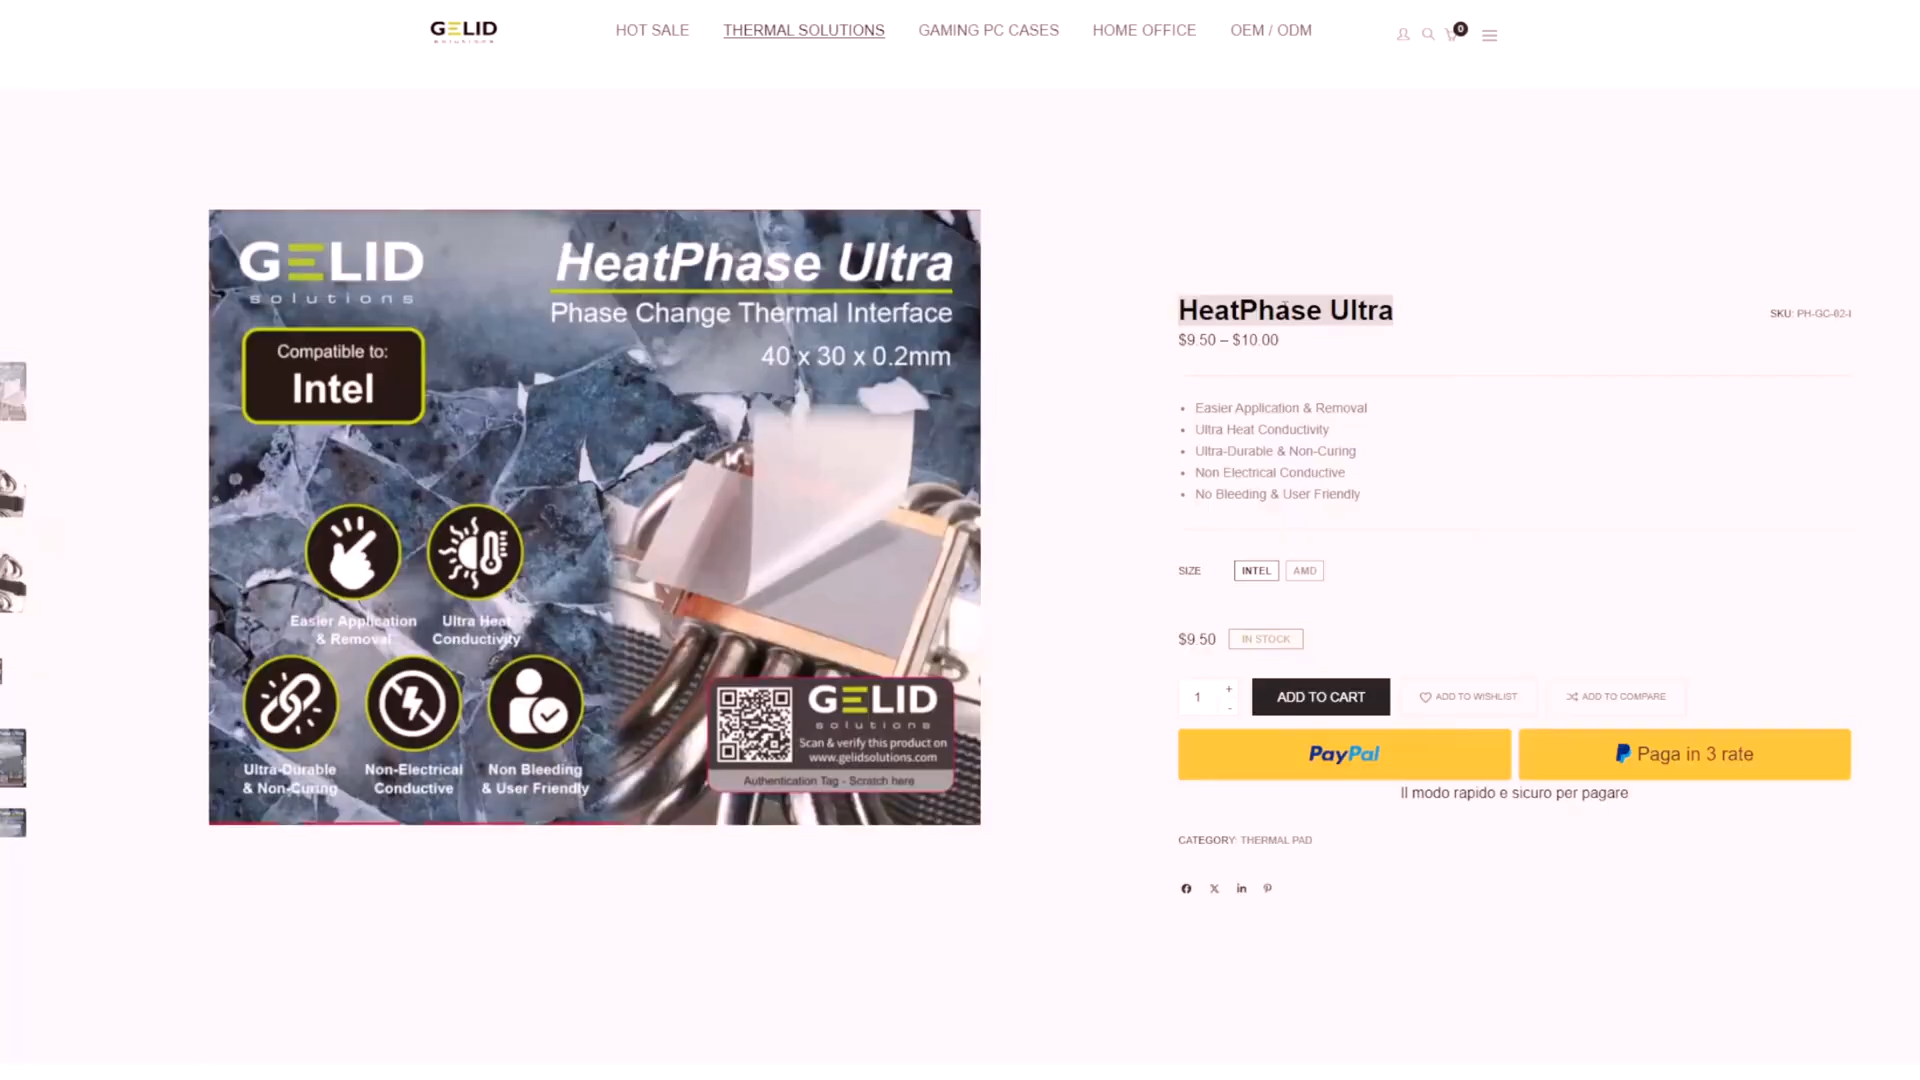 GELID
solutions
HOT SALE
THERMAL SOLUTIONS
GAMING PC CASES
HOME OFFICE
OEM / ODM
0
GELID
solutions
HeatPhase Ultra
Phase Change Thermal Interface
40 x 30 x 0.2mm
Compatible to:
Intel
Easier Application
& Removal
Ultra Heat
Conductivity
Ultra-Durable
& Non-Curing
Non-Electrical
Conductive
Non Bleeding
& User Friendly
GELID
solutions
Scan & verify this product on
www.gelidsolutions.com
Authentication Tag - Scratch here
HeatPhase Ultra
SKU: PH-GC-02-I
$9.50 – $10.00
• Easier Application & Removal
• Ultra Heat Conductivity
• Ultra-Durable & Non-Curing
• Non Electrical Conductive
• No Bleeding & User Friendly
SIZE
INTEL
AMD
$9.50
IN STOCK
1
+
-
ADD TO CART
ADD TO WISHLIST
ADD TO COMPARE
PayPal
Paga in 3 rate
Il modo rapido e sicuro per pagare
CATEGORY: THERMAL PAD